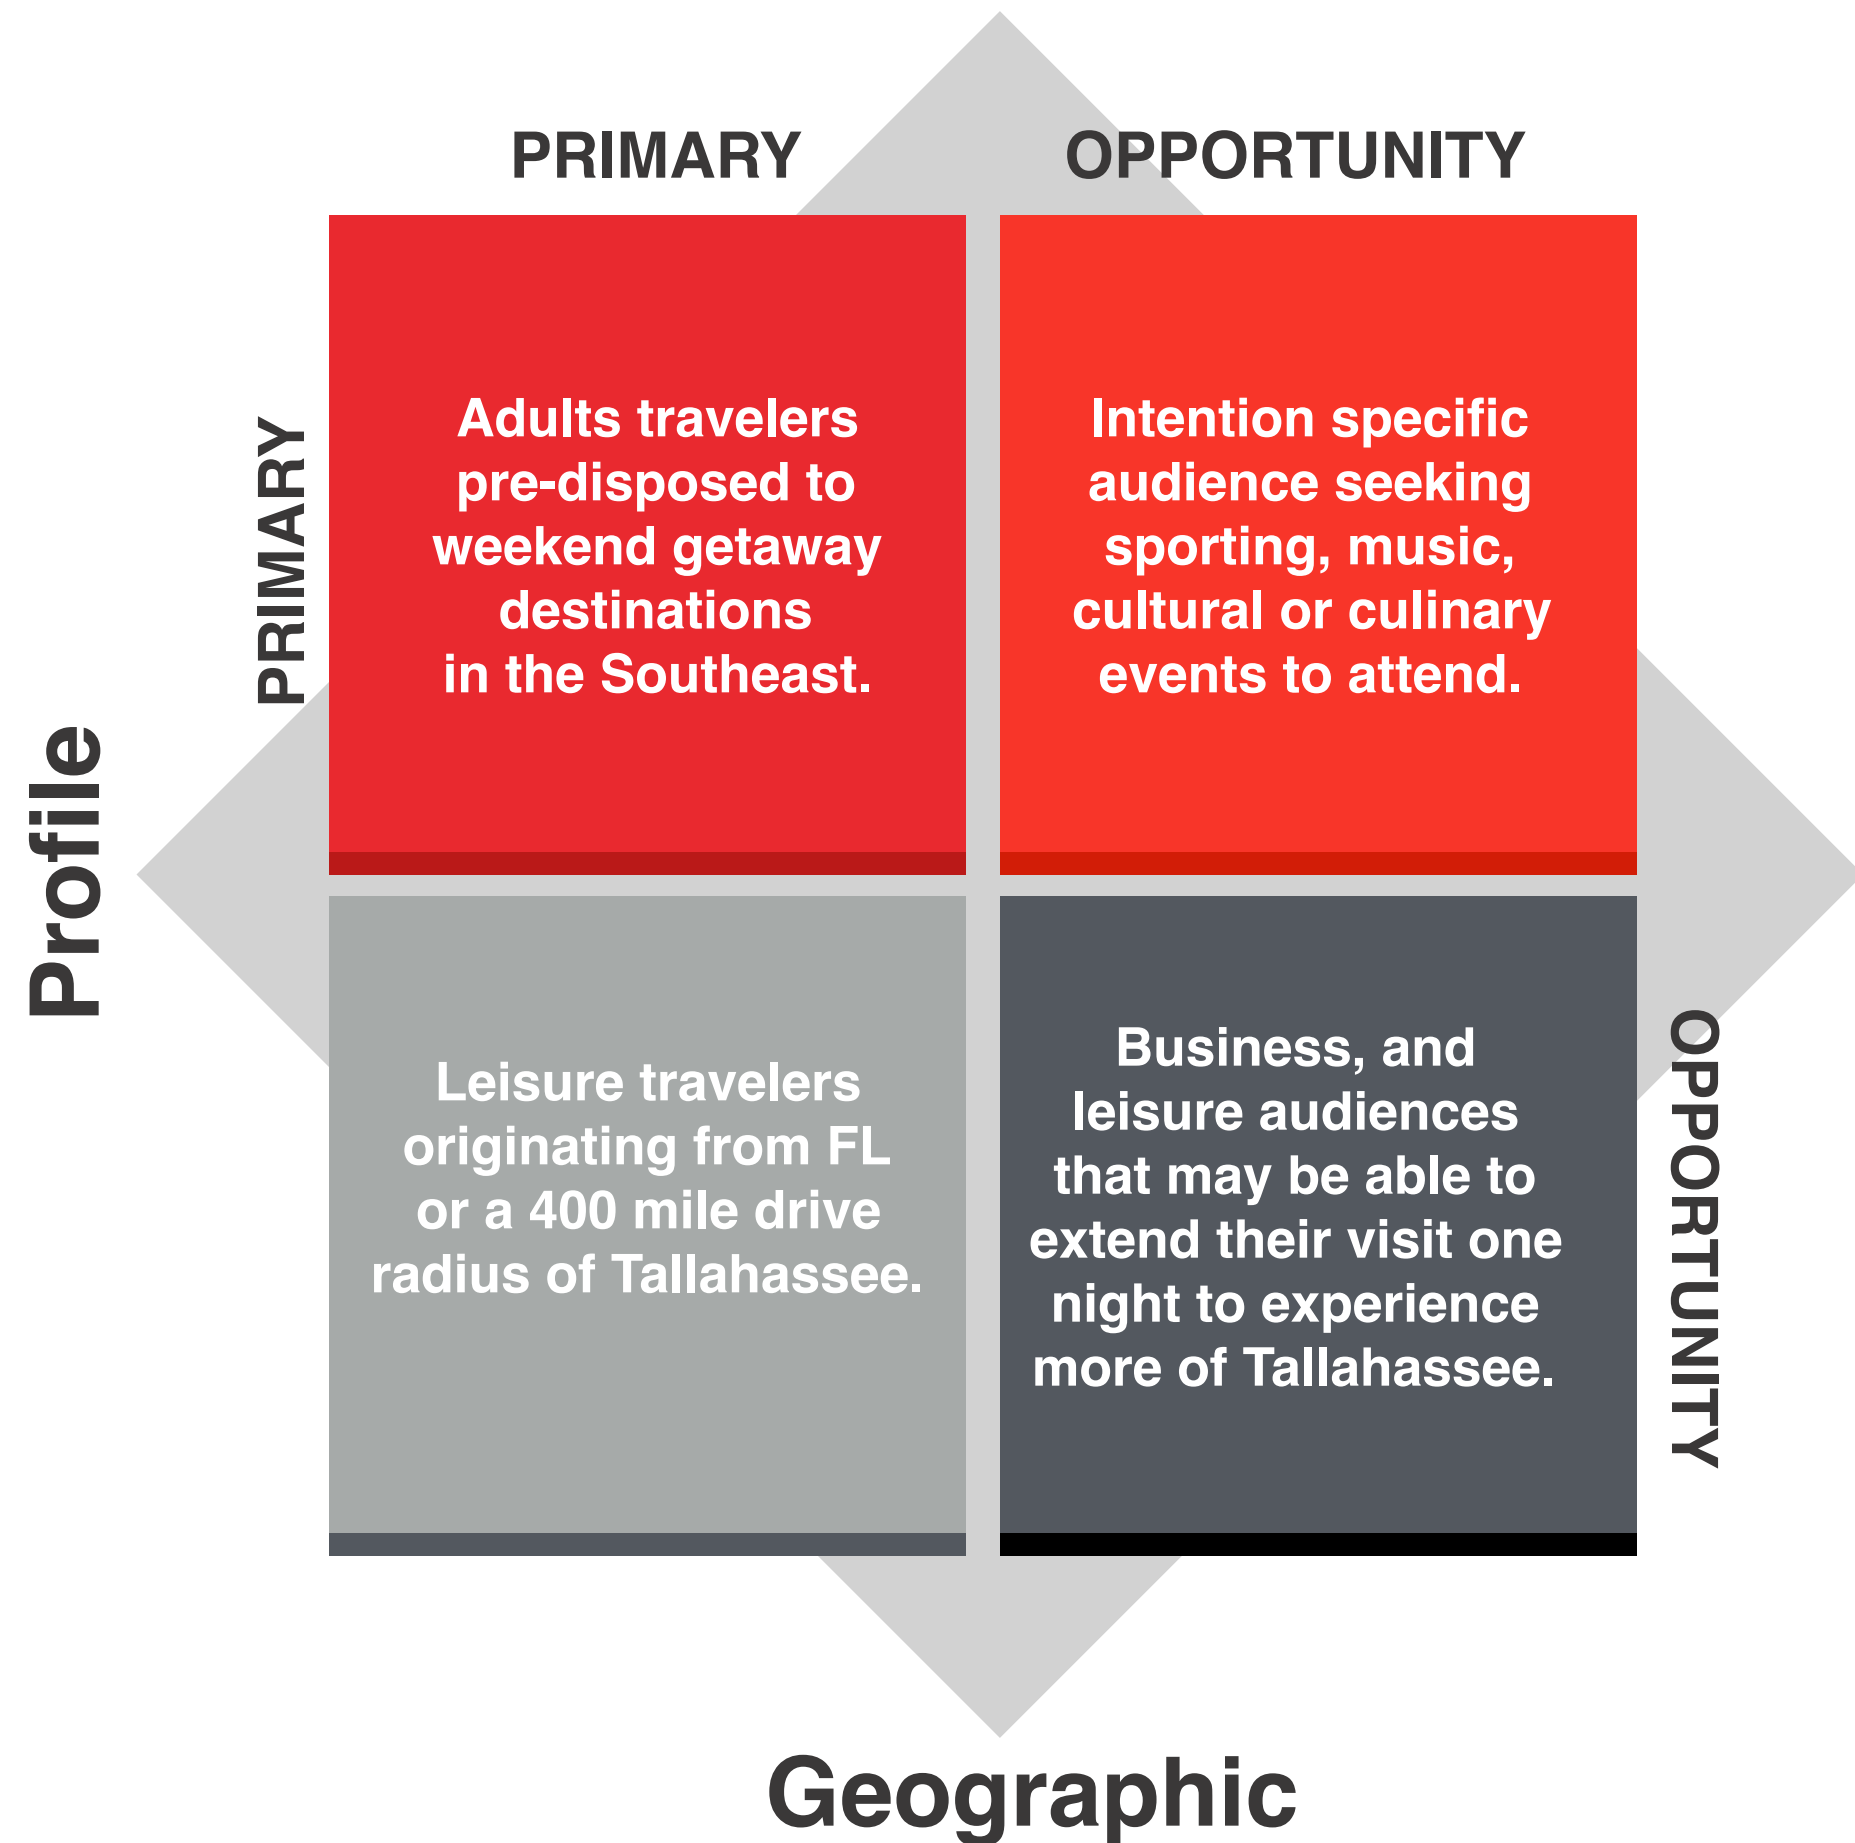 PRIMARY
OPPORTUNITY
PRIMARY
Profile
Adults travelers
pre-disposed to
weekend getaway
destinations
in the Southeast.
Intention specific
audience seeking
sporting, music,
cultural or culinary
events to attend.
Leisure travelers
originating from FL
or a 400 mile drive
radius of Tallahassee.
Business, and
leisure audiences
that may be able to
extend their visit one
night to experience
more of Tallahassee.
OPPORTUNITY
Geographic